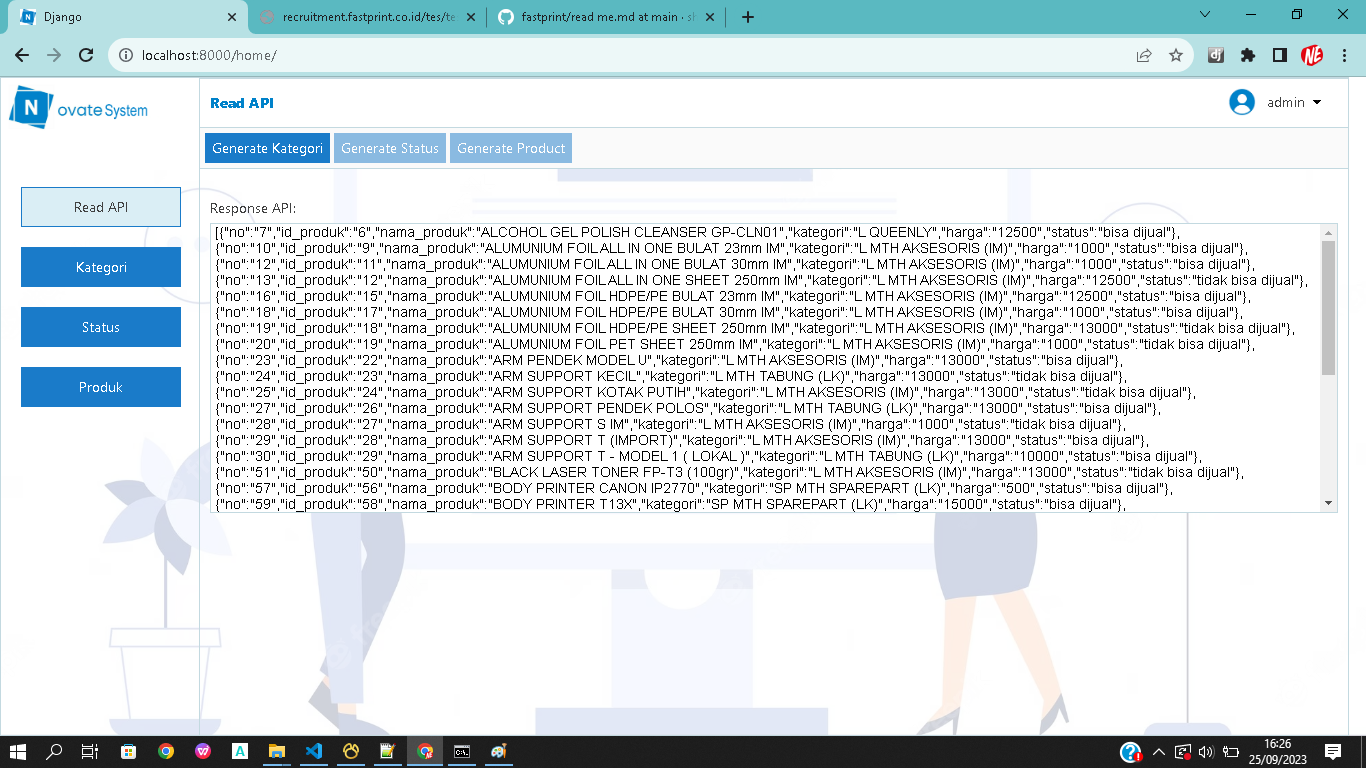 Django
recruitment.fastprint.co.id/tes/te
fastprint/read me.md at main · sh
localhost:8000/home/
N ovate System
Read API
admin
Generate Kategori
Generate Status
Generate Product
Read API
Kategori
Status
Produk
Response API:
[{"no":"7","id_produk":"6","nama_produk":"ALCOHOL GEL POLISH CLEANSER GP-CLN01","kategori":"L QUEENLY","harga":"12500","status":"bisa dijual"},
{"no":"10","id_produk":"9","nama_produk":"ALUMUNIUM FOIL ALL IN ONE BULAT 23mm IM","kategori":"L MTH AKSESORIS (IM)","harga":"1000","status":"bisa dijual"},
{"no":"12","id_produk":"11","nama_produk":"ALUMUNIUM FOIL ALL IN ONE BULAT 30mm IM","kategori":"L MTH AKSESORIS (IM)","harga":"1000","status":"bisa dijual"},
{"no":"13","id_produk":"12","nama_produk":"ALUMUNIUM FOIL ALL IN ONE SHEET 250mm IM","kategori":"L MTH AKSESORIS (IM)","harga":"12500","status":"tidak bisa dijual"},
{"no":"16","id_produk":"15","nama_produk":"ALUMUNIUM FOIL HDPE/PE BULAT 23mm IM","kategori":"L MTH AKSESORIS (IM)","harga":"12500","status":"bisa dijual"},
{"no":"18","id_produk":"17","nama_produk":"ALUMUNIUM FOIL HDPE/PE BULAT 30mm IM","kategori":"L MTH AKSESORIS (IM)","harga":"1000","status":"bisa dijual"},
{"no":"19","id_produk":"18","nama_produk":"ALUMUNIUM FOIL HDPE/PE SHEET 250mm IM","kategori":"L MTH AKSESORIS (IM)","harga":"13000","status":"tidak bisa dijual"},
{"no":"20","id_produk":"19","nama_produk":"ALUMUNIUM FOIL PET SHEET 250mm IM","kategori":"L MTH AKSESORIS (IM)","harga":"1000","status":"tidak bisa dijual"},
{"no":"23","id_produk":"22","nama_produk":"ARM PENDEK MODEL U","kategori":"L MTH AKSESORIS (IM)","harga":"13000","status":"bisa dijual"},
{"no":"24","id_produk":"23","nama_produk":"ARM SUPPORT KECIL","kategori":"L MTH TABUNG (LK)","harga":"13000","status":"tidak bisa dijual"},
{"no":"25","id_produk":"24","nama_produk":"ARM SUPPORT KOTAK PUTIH","kategori":"L MTH AKSESORIS (IM)","harga":"13000","status":"tidak bisa dijual"},
{"no":"27","id_produk":"26","nama_produk":"ARM SUPPORT PENDEK POLOS","kategori":"L MTH TABUNG (LK)","harga":"13000","status":"bisa dijual"},
{"no":"28","id_produk":"27","nama_produk":"ARM SUPPORT S IM","kategori":"L MTH AKSESORIS (IM)","harga":"1000","status":"tidak bisa dijual"},
{"no":"29","id_produk":"28","nama_produk":"ARM SUPPORT T (IMPORT)","kategori":"L MTH AKSESORIS (IM)","harga":"13000","status":"bisa dijual"},
{"no":"30","id_produk":"29","nama_produk":"ARM SUPPORT T - MODEL 1 ( LOKAL )","kategori":"L MTH TABUNG (LK)","harga":"10000","status":"bisa dijual"},
{"no":"51","id_produk":"50","nama_produk":"BLACK LASER TONER FP-T3 (100gr)","kategori":"L MTH AKSESORIS (IM)","harga":"13000","status":"tidak bisa dijual"},
{"no":"57","id_produk":"56","nama_produk":"BODY PRINTER CANON IP2770","kategori":"SP MTH SPAREPART (LK)","harga":"500","status":"bisa dijual"},
{"no":"59","id_produk":"58","nama_produk":"BODY PRINTER T13X","kategori":"SP MTH SPAREPART (LK)","harga":"15000","status":"bisa dijual"},
16:26
25/09/2023